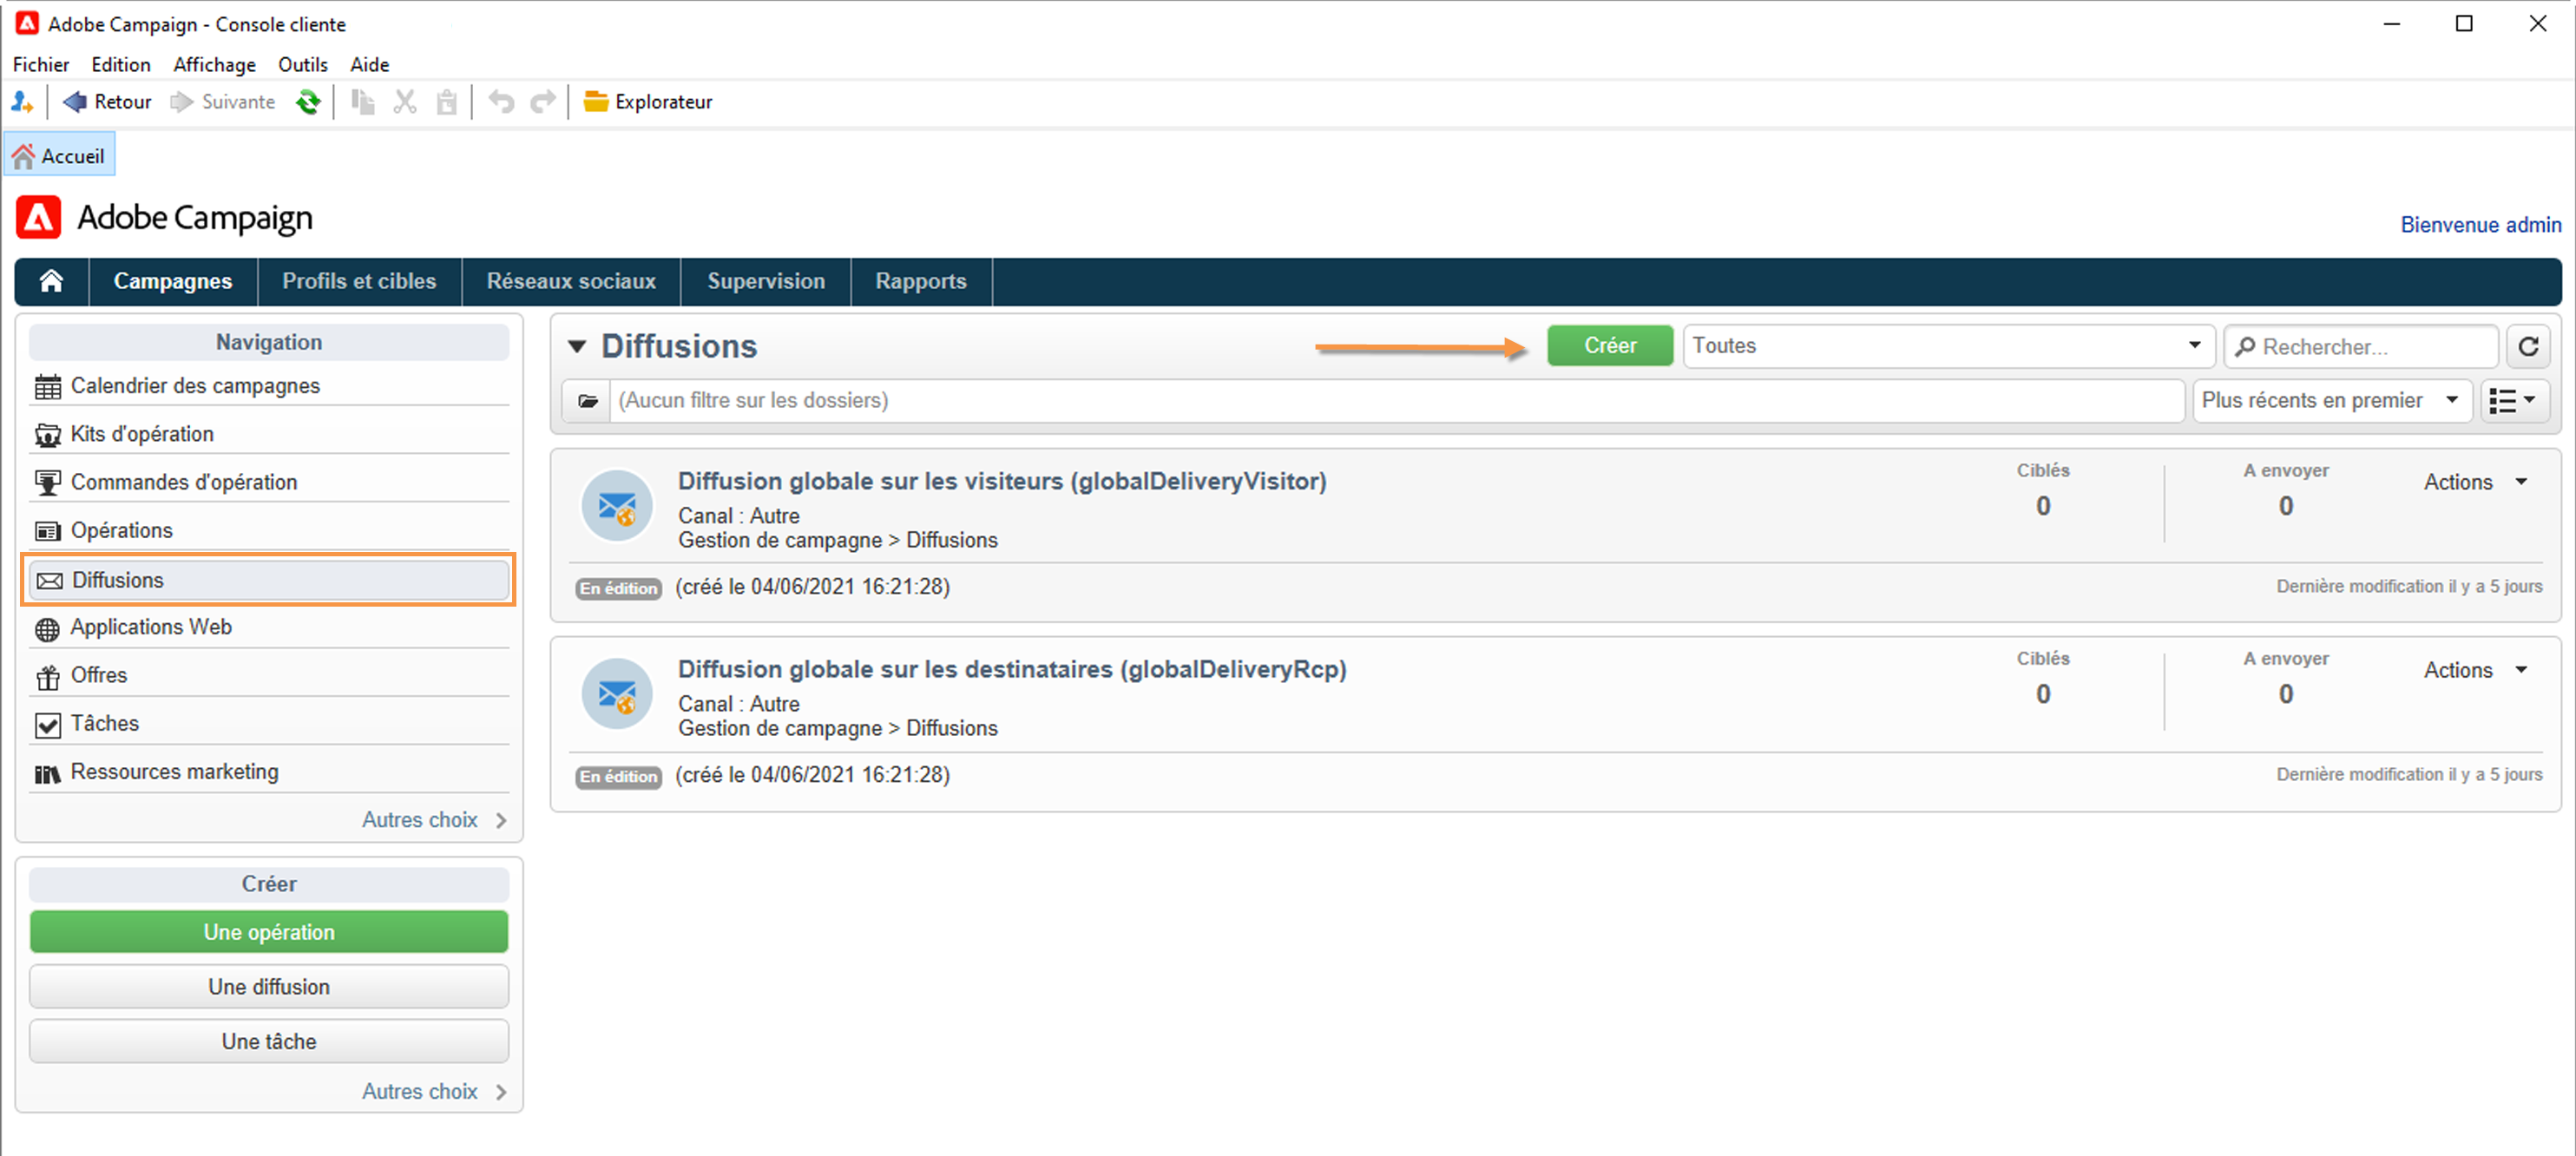 Adobe Campaign - Console cliente
Fichier Edition Affichage Outils Aide
Retour Suivante Explorateur
Accueil
Adobe Campaign
Bienvenue admin
Campagnes Profils et cibles Réseaux sociaux Supervision Rapports
Navigation
Calendrier des campagnes
Kits d'opération
Commandes d'opération
Opérations
Diffusions
Applications Web
Offres
Tâches
Ressources marketing
Autres choix
Créer
Une opération
Une diffusion
Une tâche
Autres choix
Diffusions Créer Toutes Rechercher...
(Aucun filtre sur les dossiers) Plus récents en premier
Diffusion globale sur les visiteurs (globalDeliveryVisitor)
Canal : Autre
Gestion de campagne > Diffusions
Ciblés
0
A envoyer
0
Actions
En édition (créé le 04/06/2021 16:21:28) Dernière modification il y a 5 jours
Diffusion globale sur les destinataires (globalDeliveryRcp)
Canal : Autre
Gestion de campagne > Diffusions
Ciblés
0
A envoyer
0
Actions
En édition (créé le 04/06/2021 16:21:28) Dernière modification il y a 5 jours